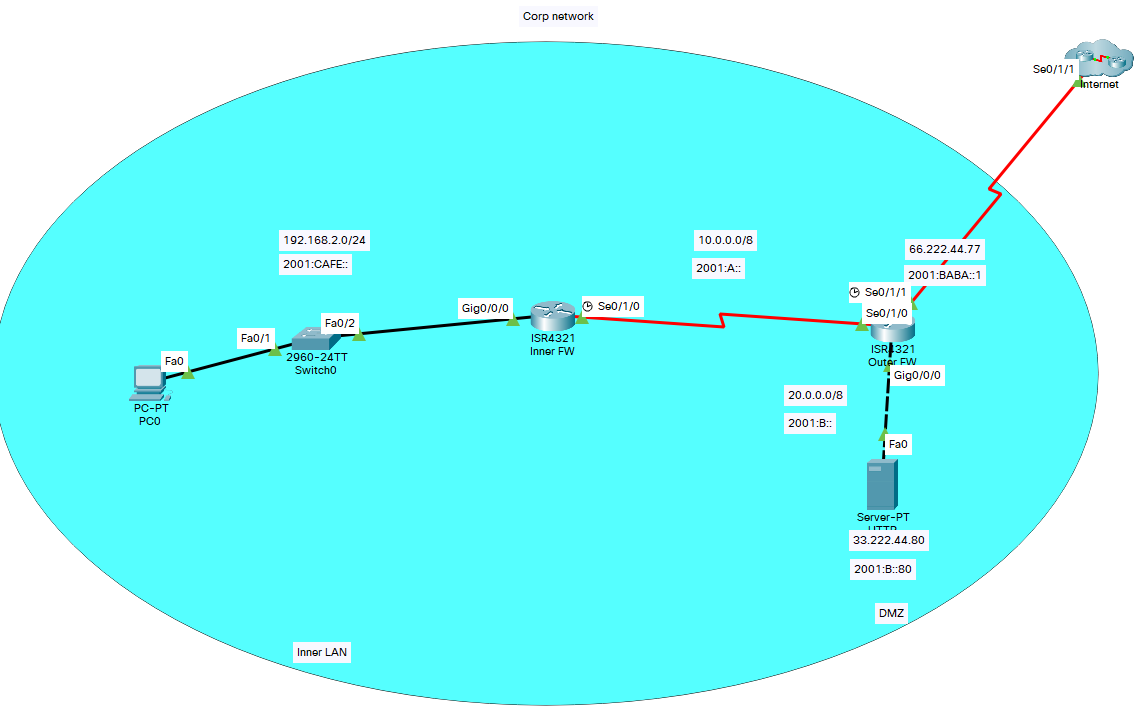 Corp network
Se0/1/1
Internet
192.168.2.0/24
2001:CAFE::
10.0.0.0/8
2001:A::
66.222.44.77
2001:BABA::1
Se0/1/1
Se0/1/0
Gig0/0/0
Se0/1/0
Fa0/2
Fa0/1
Fa0
ISR4321
Inner FW
ISR4321
Outer FW
2960-24TT
Switch0
Gig0/0/0
PC-PT
PC0
20.0.0.0/8
2001:B::
Fa0
Server-PT
HTTP
33.222.44.80
2001:B::80
DMZ
Inner LAN